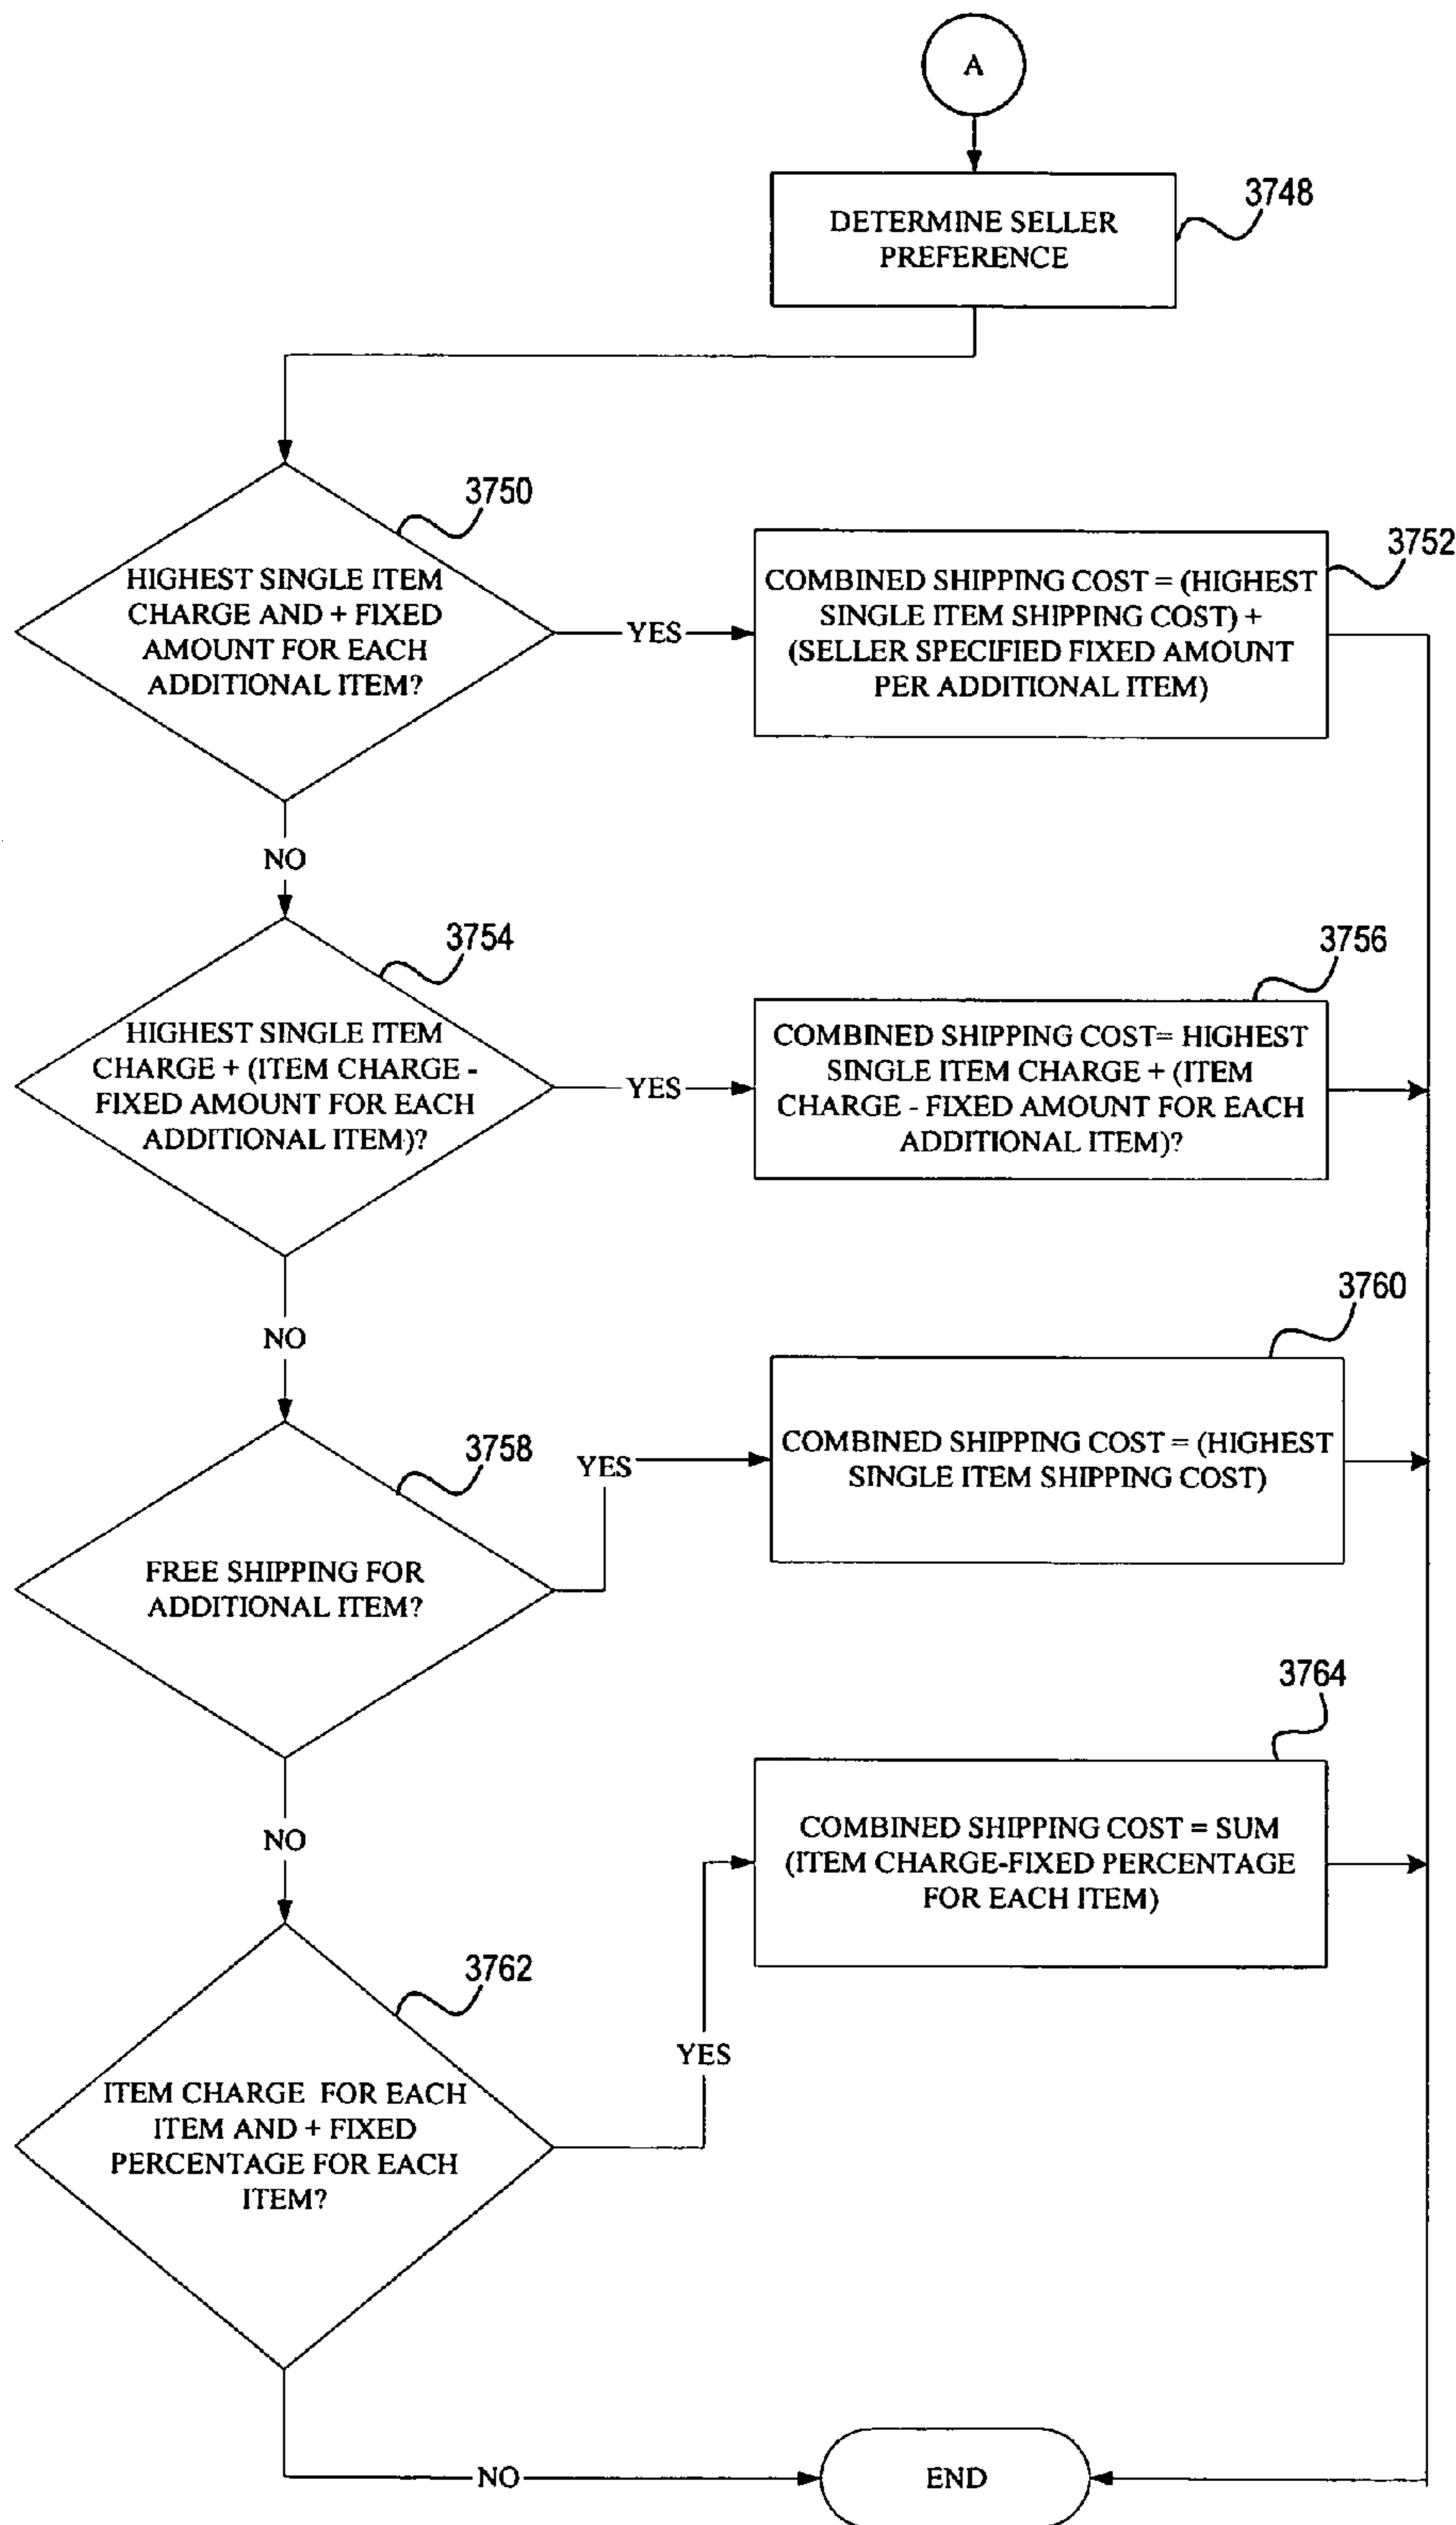 A
DETERMINE SELLER
PREFERENCE
3748
3750
HIGHEST SINGLE ITEM
CHARGE AND + FIXED
AMOUNT FOR EACH
ADDITIONAL ITEM?
YES
3752
COMBINED SHIPPING COST = (HIGHEST
SINGLE ITEM SHIPPING COST) +
(SELLER SPECIFIED FIXED AMOUNT
PER ADDITIONAL ITEM)
NO
3754
HIGHEST SINGLE ITEM
CHARGE + (ITEM CHARGE -
FIXED AMOUNT FOR EACH
ADDITIONAL ITEM)?
YES
3756
COMBINED SHIPPING COST= HIGHEST
SINGLE ITEM CHARGE + (ITEM
CHARGE - FIXED AMOUNT FOR EACH
ADDITIONAL ITEM)?
NO
3758
FREE SHIPPING FOR
ADDITIONAL ITEM?
YES
3760
COMBINED SHIPPING COST = (HIGHEST
SINGLE ITEM SHIPPING COST)
NO
3762
ITEM CHARGE FOR EACH
ITEM AND + FIXED
PERCENTAGE FOR EACH
ITEM?
YES
3764
COMBINED SHIPPING COST = SUM
(ITEM CHARGE-FIXED PERCENTAGE
FOR EACH ITEM)
NO
END